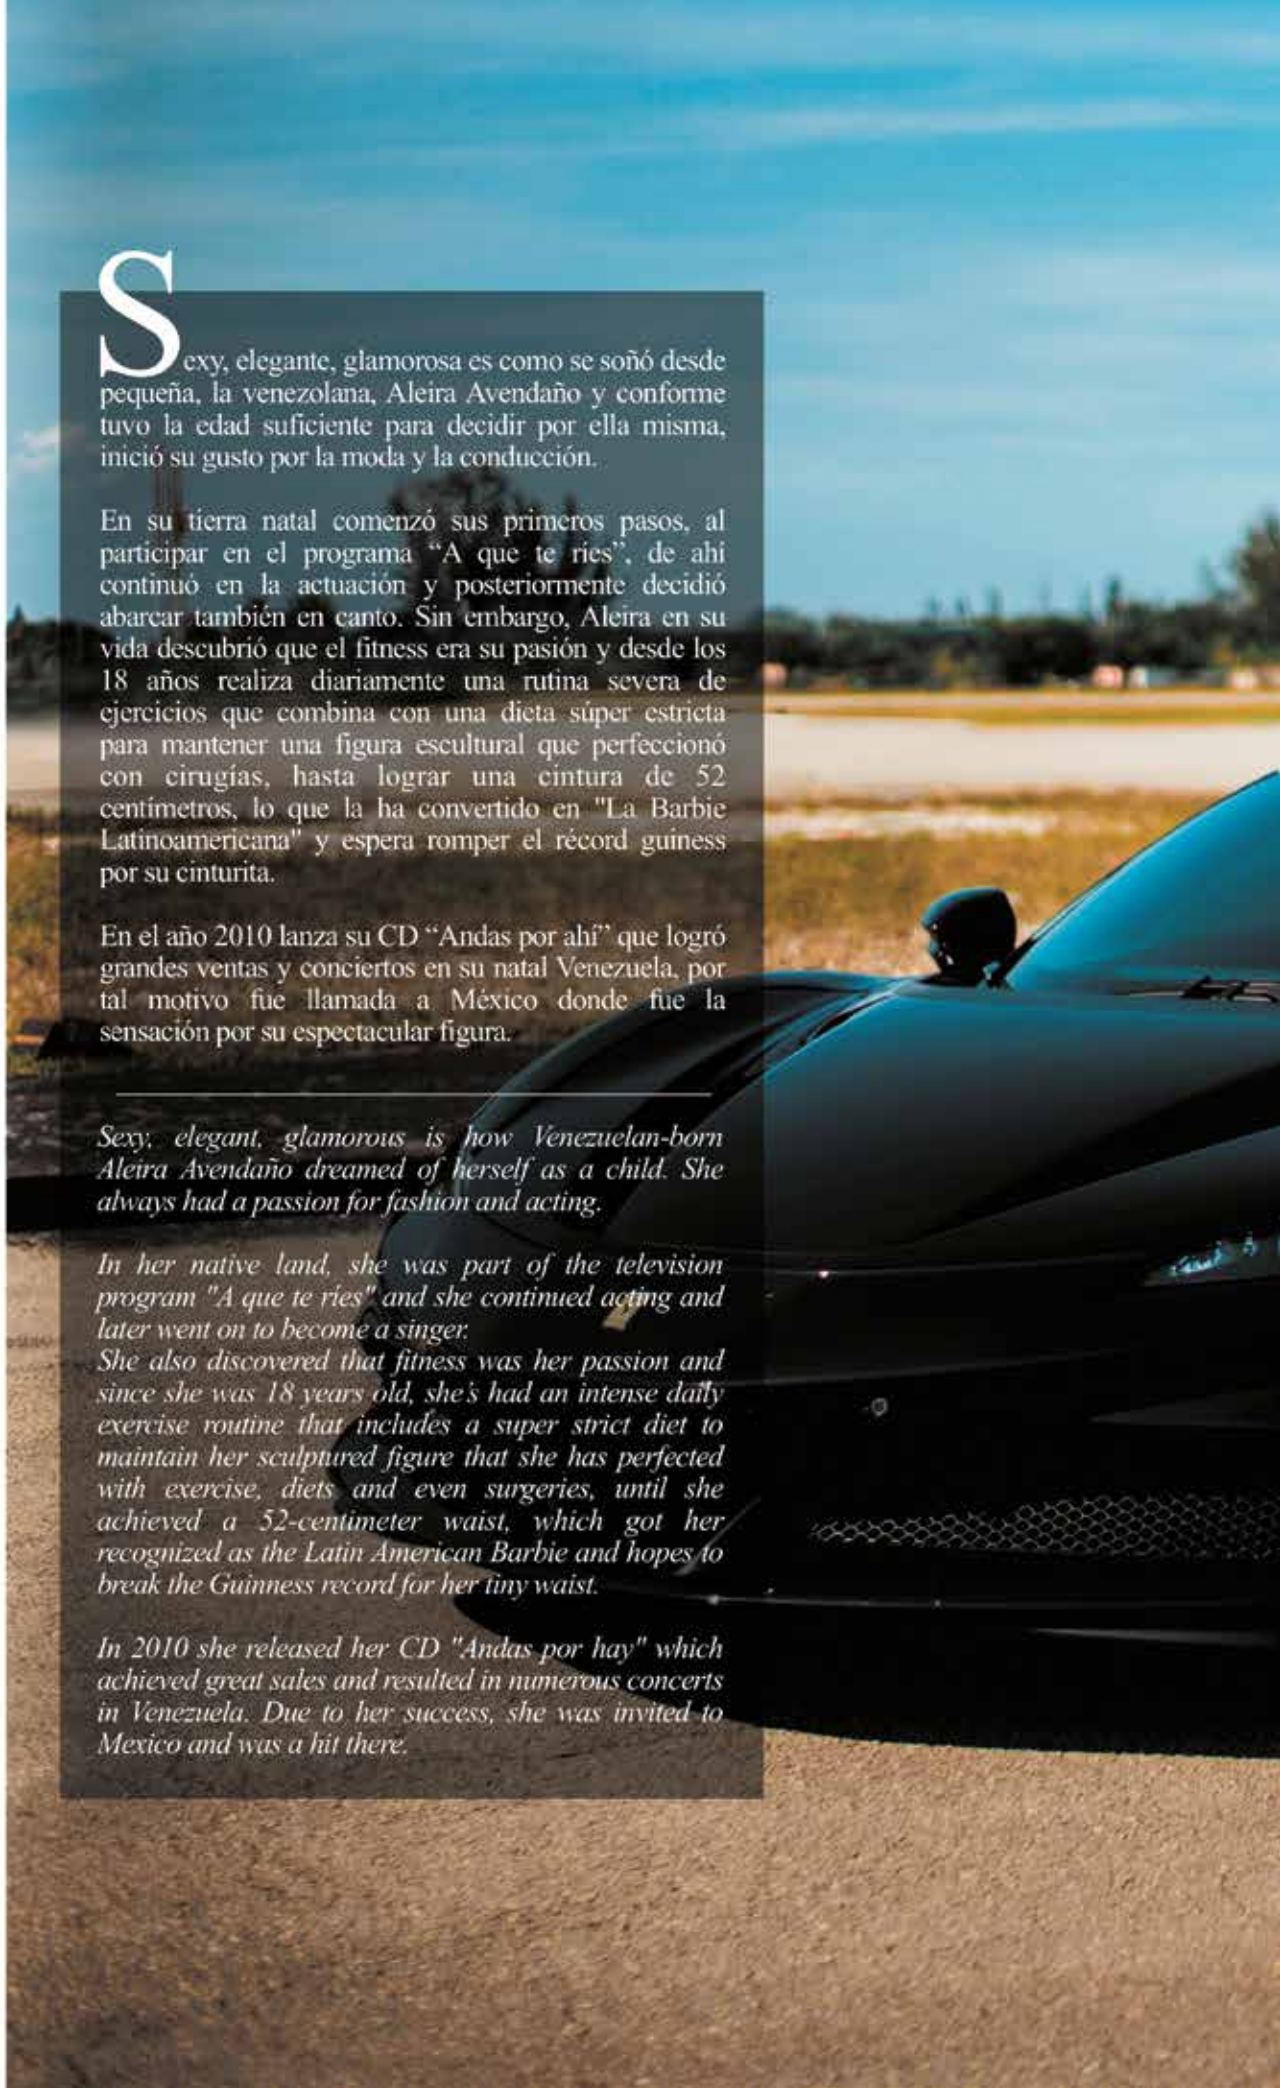 Sexy, elegante, glamorosa es como se soñó desde
pequeña, la venezolana, Aleira Avendaño y conforme
tuvo la edad suficiente para decidir por ella misma,
inició su gusto por la moda y la conducción.
En su tierra natal comenzó sus primeros pasos, al
participar en el programa “A que te ríes”, de ahí
continuó en la actuación y posteriormente decidió
abarcar también en canto. Sin embargo, Aleira en su
vida descubrió que el fitness era su pasión y desde los
18 años realiza diariamente una rutina severa de
ejercicios que combina con una dieta súper estricta
para mantener una figura escultural que perfeccionó
con cirugías, hasta lograr una cintura de 52
centímetros, lo que la ha convertido en "La Barbie
Latinoamericana" y espera romper el récord guiness
por su cinturita.
En el año 2010 lanza su CD “Andas por ahí” que logró
grandes ventas y conciertos en su natal Venezuela, por
tal motivo fue llamada a México donde fue la
sensación por su espectacular figura.
Sexy, elegant, glamorous is how Venezuelan-born
Aleira Avendaño dreamed of herself as a child. She
always had a passion for fashion and acting.
In her native land, she was part of the television
program "A que te ríes" and she continued acting and
later went on to become a singer.
She also discovered that fitness was her passion and
since she was 18 years old, she's had an intense daily
exercise routine that includes a super strict diet to
maintain her sculptured figure that she has perfected
with exercise, diets and even surgeries, until she
achieved a 52-centimeter waist, which got her
recognized as the Latin American Barbie and hopes to
break the Guinness record for her tiny waist.
In 2010 she released her CD "Andas por hay" which
achieved great sales and resulted in numerous concerts
in Venezuela. Due to her success, she was invited to
Mexico and was a hit there.